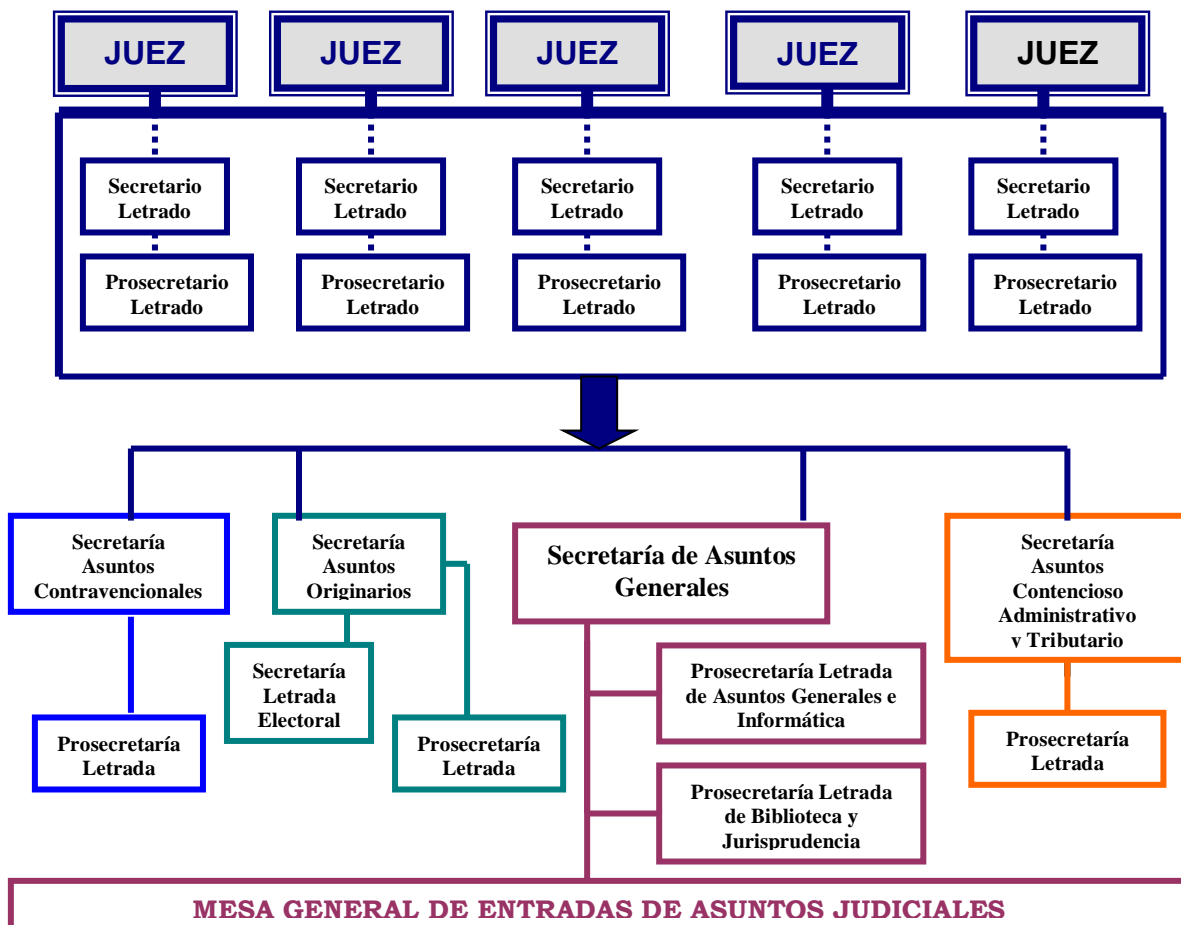 JUEZ
JUEZ
JUEZ
JUEZ
JUEZ
Secretario
Letrado
Secretario
Letrado
Secretario
Letrado
Secretario
Letrado
Secretario
Letrado
Prosecretario
Letrado
Prosecretario
Letrado
Prosecretario
Letrado
Prosecretario
Letrado
Prosecretario
Letrado
Secretaría
Asuntos
Contravencionales
Secretaría
Asuntos
Originarios
Secretaría de Asuntos
Generales
Secretaría
Asuntos
Contencioso
Administrativo
y Tributario
Secretaría
Letrada
Electoral
Prosecretaría Letrada
de Asuntos Generales e
Informática
Prosecretaría
Letrada
Prosecretaría
Letrada
Prosecretaría
Letrada
Prosecretaría Letrada
de Biblioteca y
Jurisprudencia
MESA GENERAL DE ENTRADAS DE ASUNTOS JUDICIALES